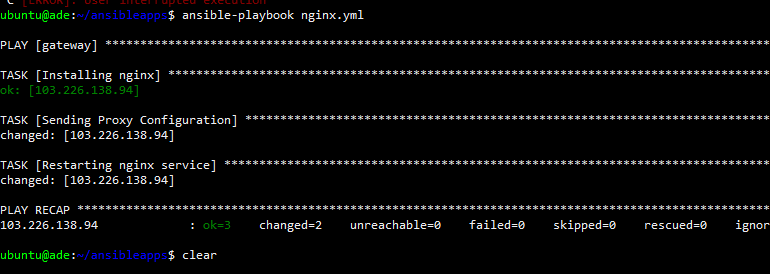 ^C [ERROR]: User interrupted execution
ubuntu@ade:~/ansibleapps$ ansible-playbook nginx.yml
PLAY [gateway] *******************************************************************************************
TASK [Installing nginx] **********************************************************************************
ok: [103.226.138.94]
TASK [Sending Proxy Configuration] ***********************************************************************
changed: [103.226.138.94]
TASK [Restarting nginx service] **************************************************************************
changed: [103.226.138.94]
PLAY RECAP ***********************************************************************************************
103.226.138.94 : ok=3 changed=2 unreachable=0 failed=0 skipped=0 rescued=0 ignor
ubuntu@ade:~/ansibleapps$ clear